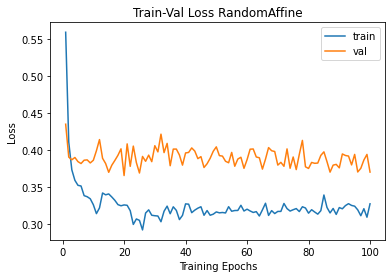 Train-Val Loss RandomAffine
train
val
Loss
0.55
0.50
0.45
0.40
0.35
0.30
0 20 40 60 80 100
Training Epochs